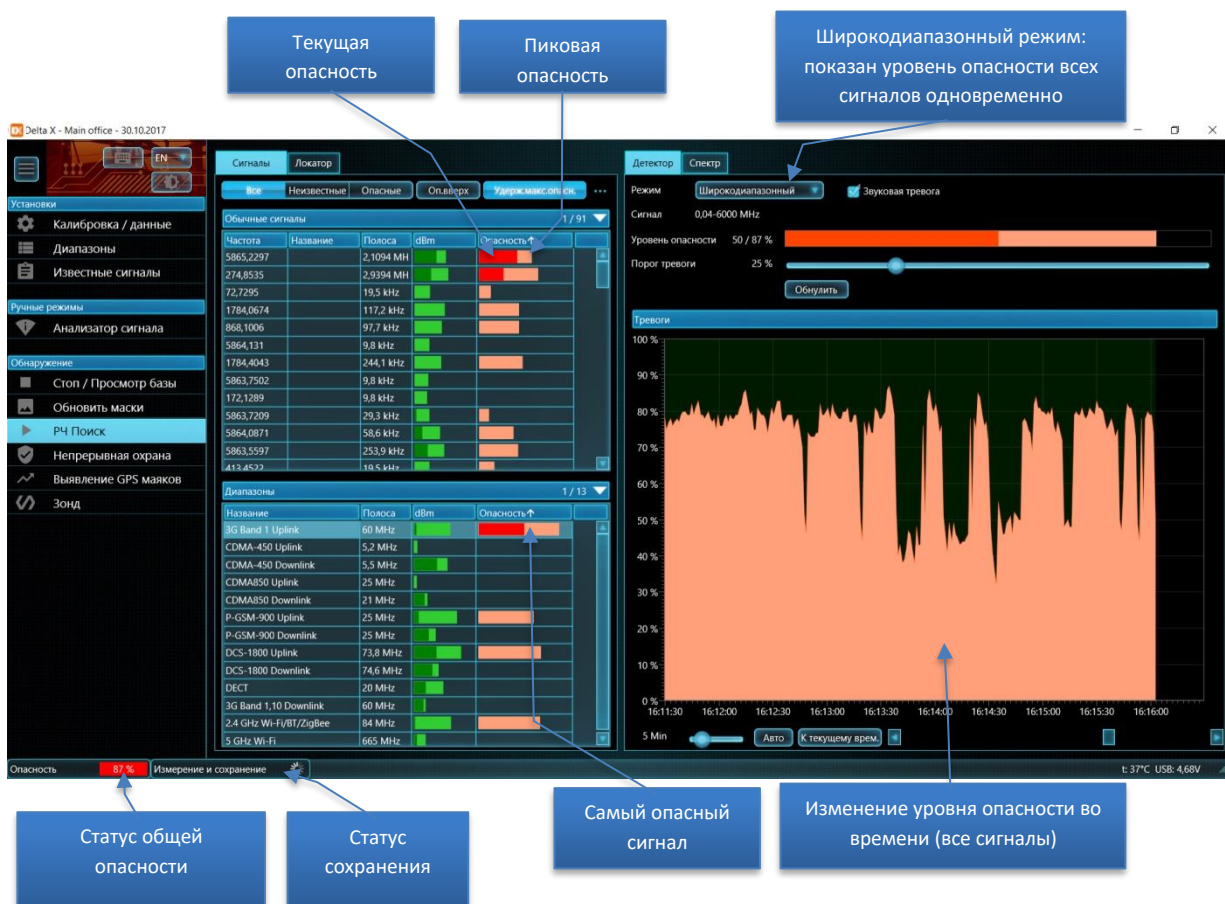 Текущая
опасность
Пиковая
опасность
Широкодиапазонный режим:
показан уровень опасности всех
сигналов одновременно
Delta X - Main office - 30.10.2017
EN
Установки
Калибровка / данные
Диапазоны
Известные сигналы
Ручные режимы
Анализатор сигнала
Обнаружение
Стоп / Просмотр базы
Обновить маски
РЧ Поиск
Непрерывная охрана
Выявление GPS маяков
Зонд
Сигналы Локатор
Все Неизвестные Опасные Оп.вверх Удерж.макс.опасн. ...
Обычные сигналы 1 / 91
Частота Название Полоса dBm Опасность↑
5865,2297 2,1094 MH
274,8535 2,9394 MH
72,7295 19,5 kHz
1784,0674 117,2 kHz
868,1006 97,7 kHz
5864,131 9,8 kHz
1784,4043 244,1 kHz
5863,7502 9,8 kHz
172,1289 9,8 kHz
5863,7209 29,3 kHz
5864,0871 58,6 kHz
5863,5597 253,9 kHz
413,4522 19,5 kHz
Диапазоны 1 / 13
Название Полоса dBm Опасность↑
3G Band 1 Uplink 60 MHz
CDMA-450 Uplink 5,2 MHz
CDMA-450 Downlink 5,5 MHz
CDMA850 Uplink 25 MHz
CDMA850 Downlink 21 MHz
P-GSM-900 Uplink 25 MHz
P-GSM-900 Downlink 25 MHz
DCS-1800 Uplink 73,8 MHz
DCS-1800 Downlink 74,6 MHz
DECT 20 MHz
3G Band 1,10 Downlink 60 MHz
2.4 GHz Wi-Fi/BT/ZigBee 84 MHz
5 GHz Wi-Fi 665 MHz
Детектор Спектр
Режим Широкодиапазонный Звуковая тревога
Сигнал 0,04-6000 MHz
Уровень опасности 50 / 87 %
Порог тревоги 25 %
Обнулить
Тревоги
100 %
90 %
80 %
70 %
60 %
50 %
40 %
30 %
20 %
10 %
0 %
16:11:30 16:12:00 16:12:30 16:13:00 16:13:30 16:14:00 16:14:30 16:15:00 16:15:30 16:16:00
5 Min Авто К текущему врем.
Опасность 87 % Измерение и сохранение t: 37°C USB: 4,68V
Статус общей
опасности
Статус
сохранения
Самый опасный
сигнал
Изменение уровня опасности во
времени (все сигналы)